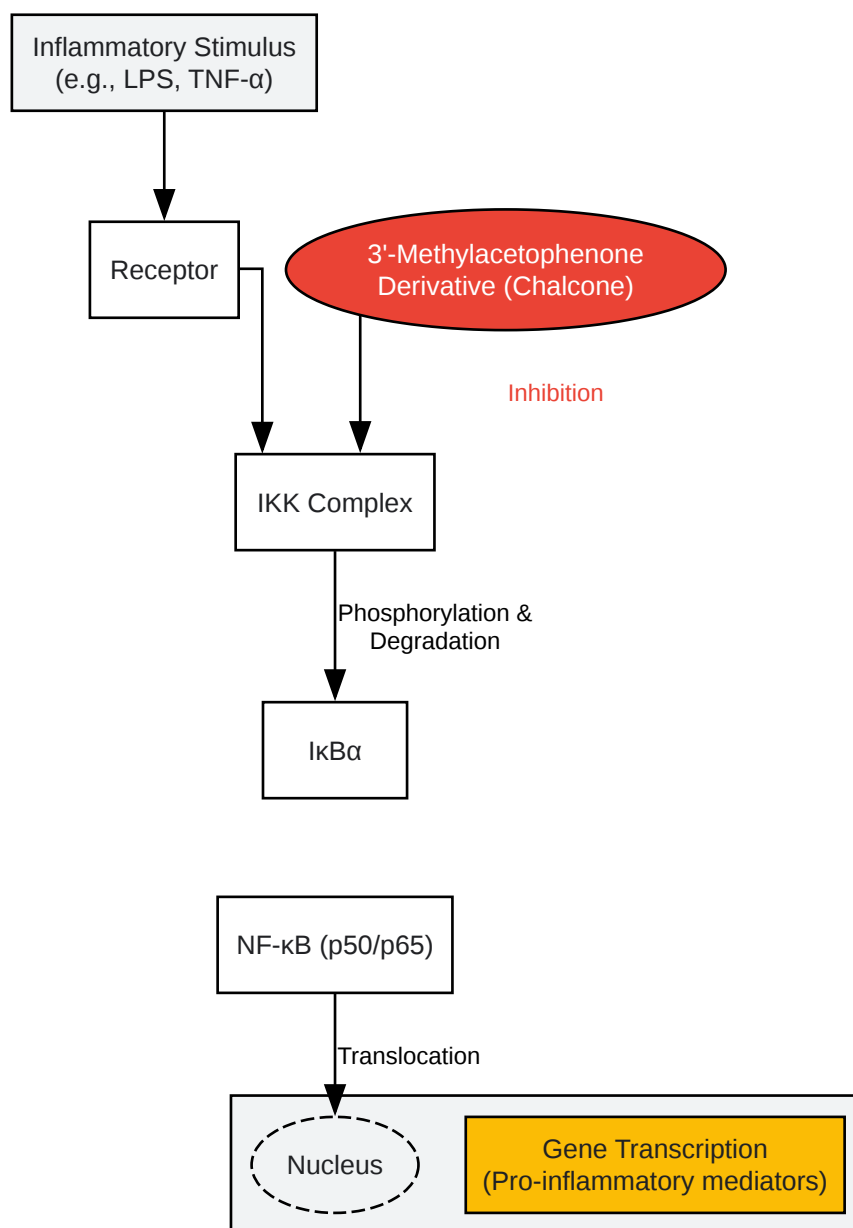 Inflammatory Stimulus
(e.g., LPS, TNF-α)
Receptor
3'-Methylacetophenone
Derivative (Chalcone)
Inhibition
IKK Complex
Phosphorylation &
Degradation
IκBα
NF-κB (p50/p65)
Translocation
Nucleus
Gene Transcription
(Pro-inflammatory mediators)